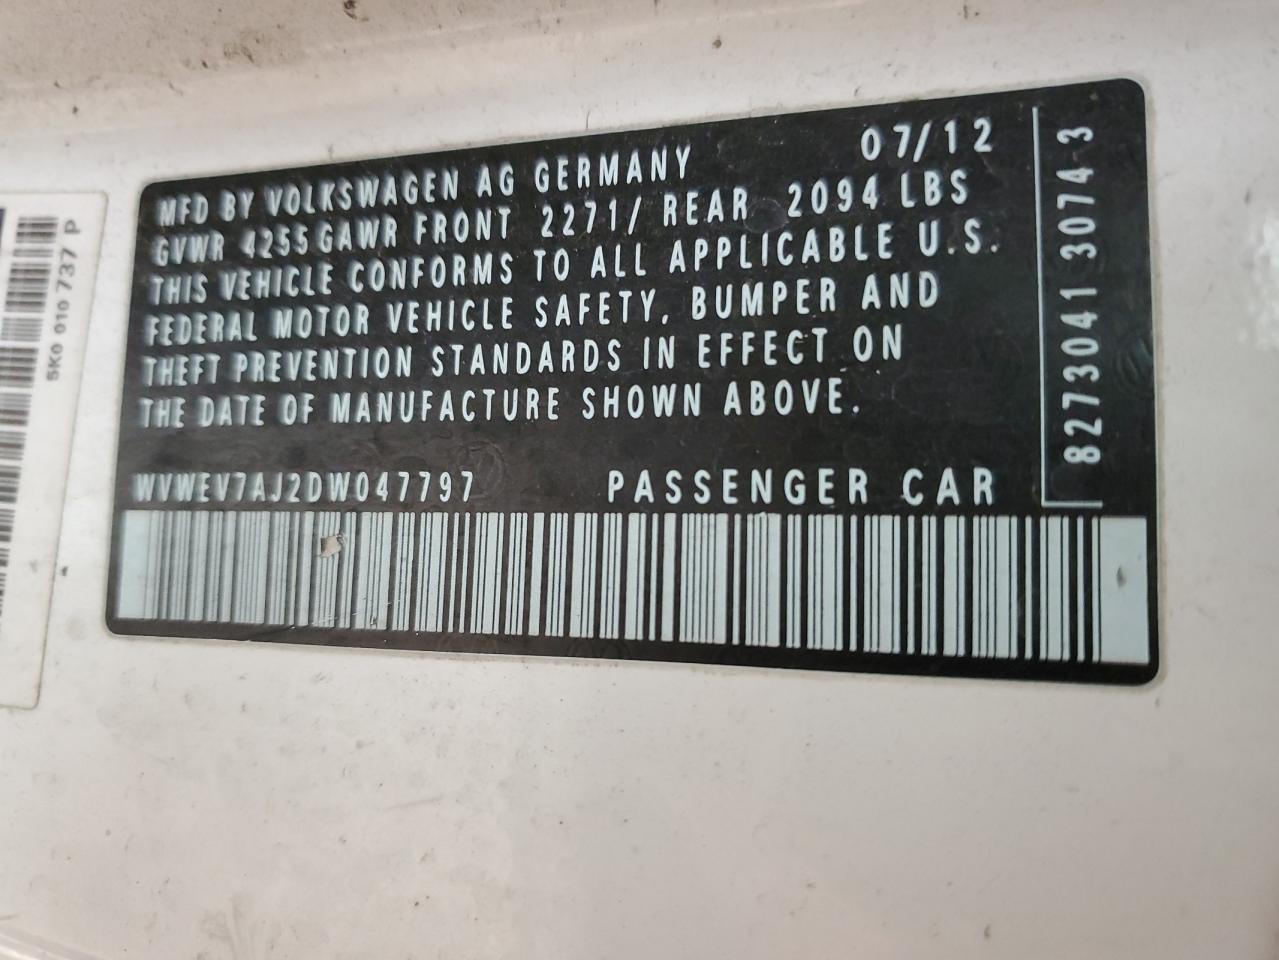 07/12
MFD BY VOLKSWAGEN AG GERMANY
GVWR 4255 GAWR FRONT 2271/ REAR 2094 LBS
THIS VEHICLE CONFORMS TO ALL APPLICABLE U.S.
FEDERAL MOTOR VEHICLE SAFETY, BUMPER AND
THEFT PREVENTION STANDARDS IN EFFECT ON
THE DATE OF MANUFACTURE SHOWN ABOVE.
WVWEV7AJ2DW047797 PASSENGER CAR
8273041 3074 3
5K0 010 737 P